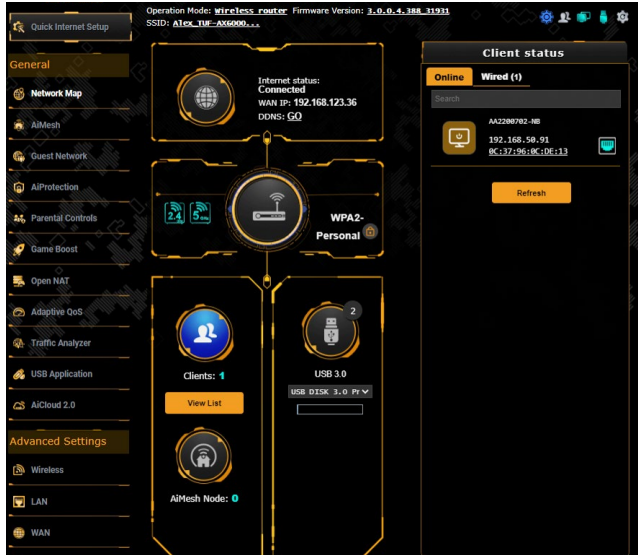 Quick Internet Setup
Operation Mode: Wireless router Firmware Version: 3.0.0.4.388_31931
SSID: Alex_TUF-AX6000...
General
Network Map
AiMesh
Guest Network
AiProtection
Parental Controls
Game Boost
Open NAT
Adaptive QoS
Traffic Analyzer
USB Application
AiCloud 2.0
Advanced Settings
Wireless
LAN
WAN
Internet status:
Connected
WAN IP: 192.168.123.36
DDNS: GO
2.4
5
WPA2-
Personal
Clients: 1
View List
AiMesh Node: 0
2
USB 3.0
USB DISK 3.0 Pr
Client status
Online
Wired (1)
Search
AA2200702-NB
192.168.50.91
0C:37:96:0C:DE:13
Refresh